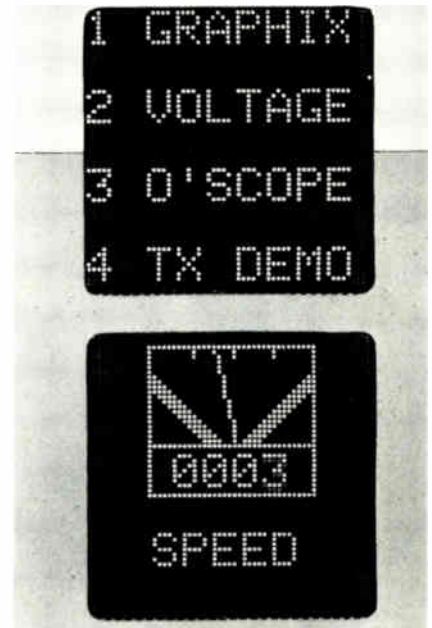 1 GRAPHIX
2 VOLTAGE
3 O'SCOPE
4 TX DEMO
0003
SPEED